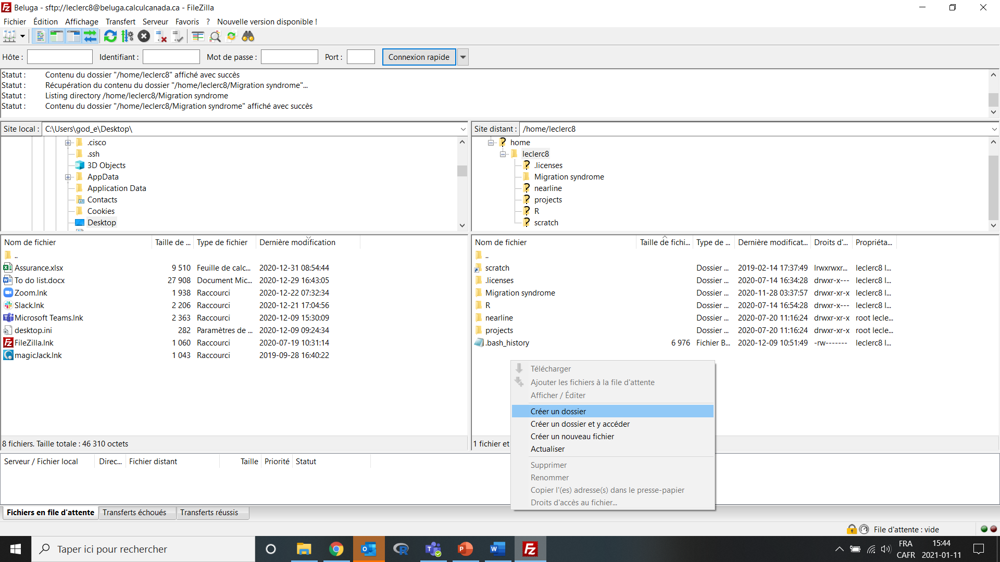 Beluga - sftp://leclerc8@beluga.calculcanada.ca - FileZilla
Fichier Édition Affichage Transfert Serveur Favoris ? Nouvelle version disponible !
Hôte : Identifiant : Mot de passe : Port : Connexion rapide
Statut : Contenu du dossier "/home/leclerc8" affiché avec succès
Statut : Récupération du contenu du dossier "/home/leclerc8/Migration syndrome"...
Statut : Listing directory /home/leclerc8/Migration syndrome
Statut : Contenu du dossier "/home/leclerc8/Migration syndrome" affiché avec succès
Site local : C:\Users\god_e\Desktop\
.cisco
.ssh
3D Objects
AppData
Application Data
Contacts
Cookies
Desktop
Site distant : /home/leclerc8
home
leclerc8
.licenses
Migration syndrome
nearline
projects
R
scratch
Nom de fichier Taille de ... Type de fichier Dernière modification
..
Assurance.xlsx 9 510 Feuille de calc... 2020-12-31 08:54:44
To do list.docx 27 908 Document Mic... 2020-12-29 16:43:05
Zoom.lnk 1 938 Raccourci 2020-12-22 07:32:34
Slack.lnk 2 206 Raccourci 2020-12-21 17:04:56
Microsoft Teams.lnk 2 363 Raccourci 2020-12-09 15:30:09
desktop.ini 282 Paramètres de ... 2020-12-09 09:24:34
FileZilla.lnk 1 060 Raccourci 2020-07-19 10:31:14
magicJack.lnk 1 043 Raccourci 2019-09-28 16:40:22
8 fichiers. Taille totale : 46 310 octets
Nom de fichier Taille de fichi... Type de ... Dernière modificat... Droits d'... Propriéta...
..
scratch Dossier ... 2019-02-14 17:37:49 lrwxrwxr... leclerc8 l...
.licenses Dossier ... 2020-07-14 16:34:28 drwxr-x--- leclerc8 l...
Migration syndrome Dossier ... 2020-11-28 03:37:57 drwxr-xr-x leclerc8 l...
R Dossier ... 2020-07-14 16:54:28 drwxr-x--- leclerc8 l...
nearline Dossier ... 2020-07-20 11:16:24 drwxr-xr-x root lecle...
projects Dossier ... 2020-07-20 11:16:24 drwxr-xr-x root lecle...
.bash_history 6 976 Fichier B... 2020-12-09 10:51:49 -rw------- leclerc8 l...
1 fichier et
Télécharger
Ajouter les fichiers à la file d'attente
Afficher / Éditer
Créer un dossier
Créer un dossier et y accéder
Créer un nouveau fichier
Actualiser
Supprimer
Renommer
Copier l'(es) adresse(s) dans le presse-papier
Droits d'accès au fichier...
Serveur / Fichier local Direc... Fichier distant Taille Priorité Statut
Fichiers en file d'attente Transferts échoués Transferts réussis
File d'attente : vide
Taper ici pour rechercher
FRA
CAFR
15:44
2021-01-11